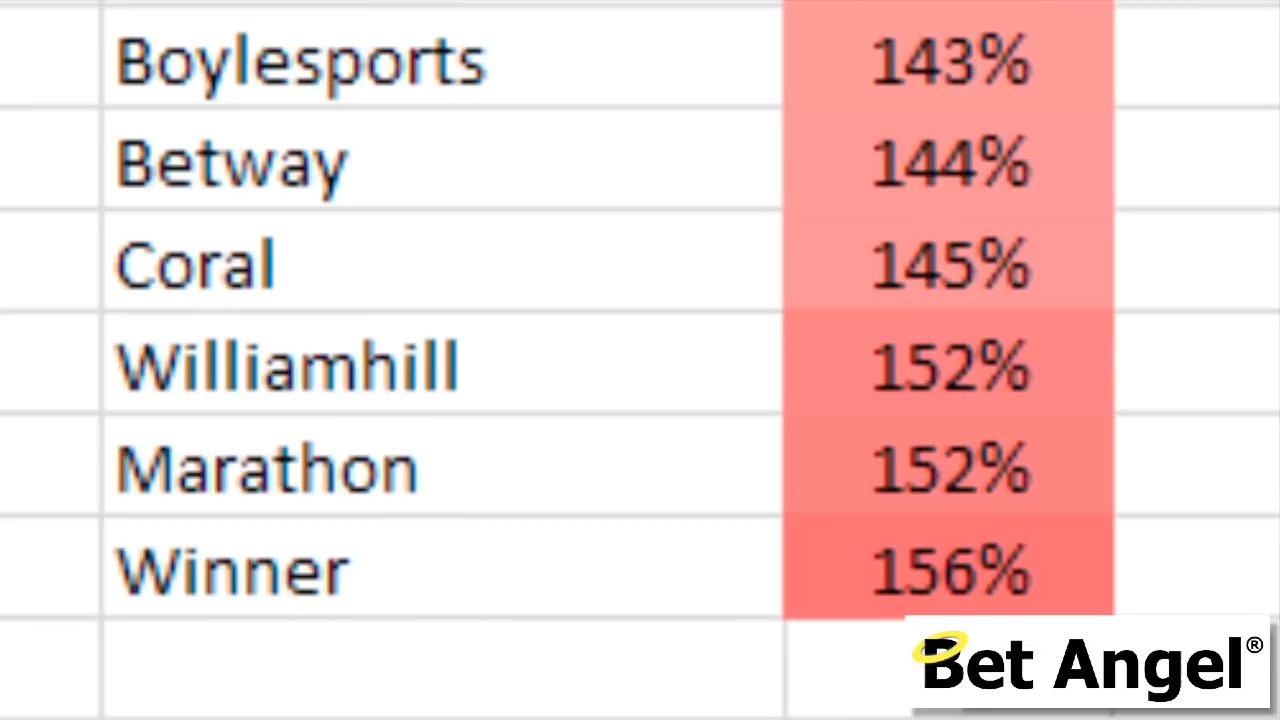 Boylesports 143%
Betway 144%
Coral 145%
Williamhill 152%
Marathon 152%
Winner 156%
Bet Angel®